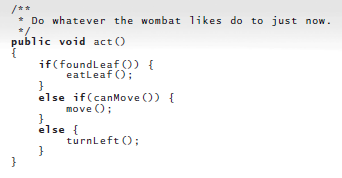 /**
 * Do whatever the wombat likes do to just now.
 */
public void act()
{
    if(foundLeaf()) {
        eatLeaf();
    }
    else if(canMove()) {
        move();
    }
    else {
        turnLeft();
    }
}